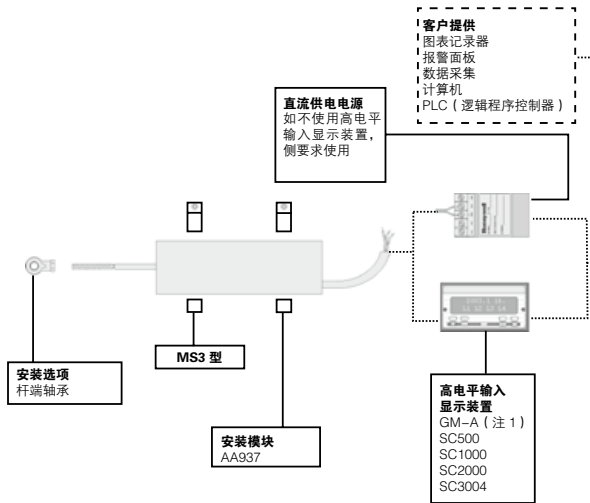 客户提供
图表记录器
报警面板
数据采集
计算机
PLC（逻辑程序控制器）
直流供电电源
如不使用高电平
输入显示装置，
侧要求使用
Honeywell
安装选项
杆端轴承
MS3 型
安装模块
AA937
高电平输入
显示装置
GM-A（注 1）
SC500
SC1000
SC2000
SC3004